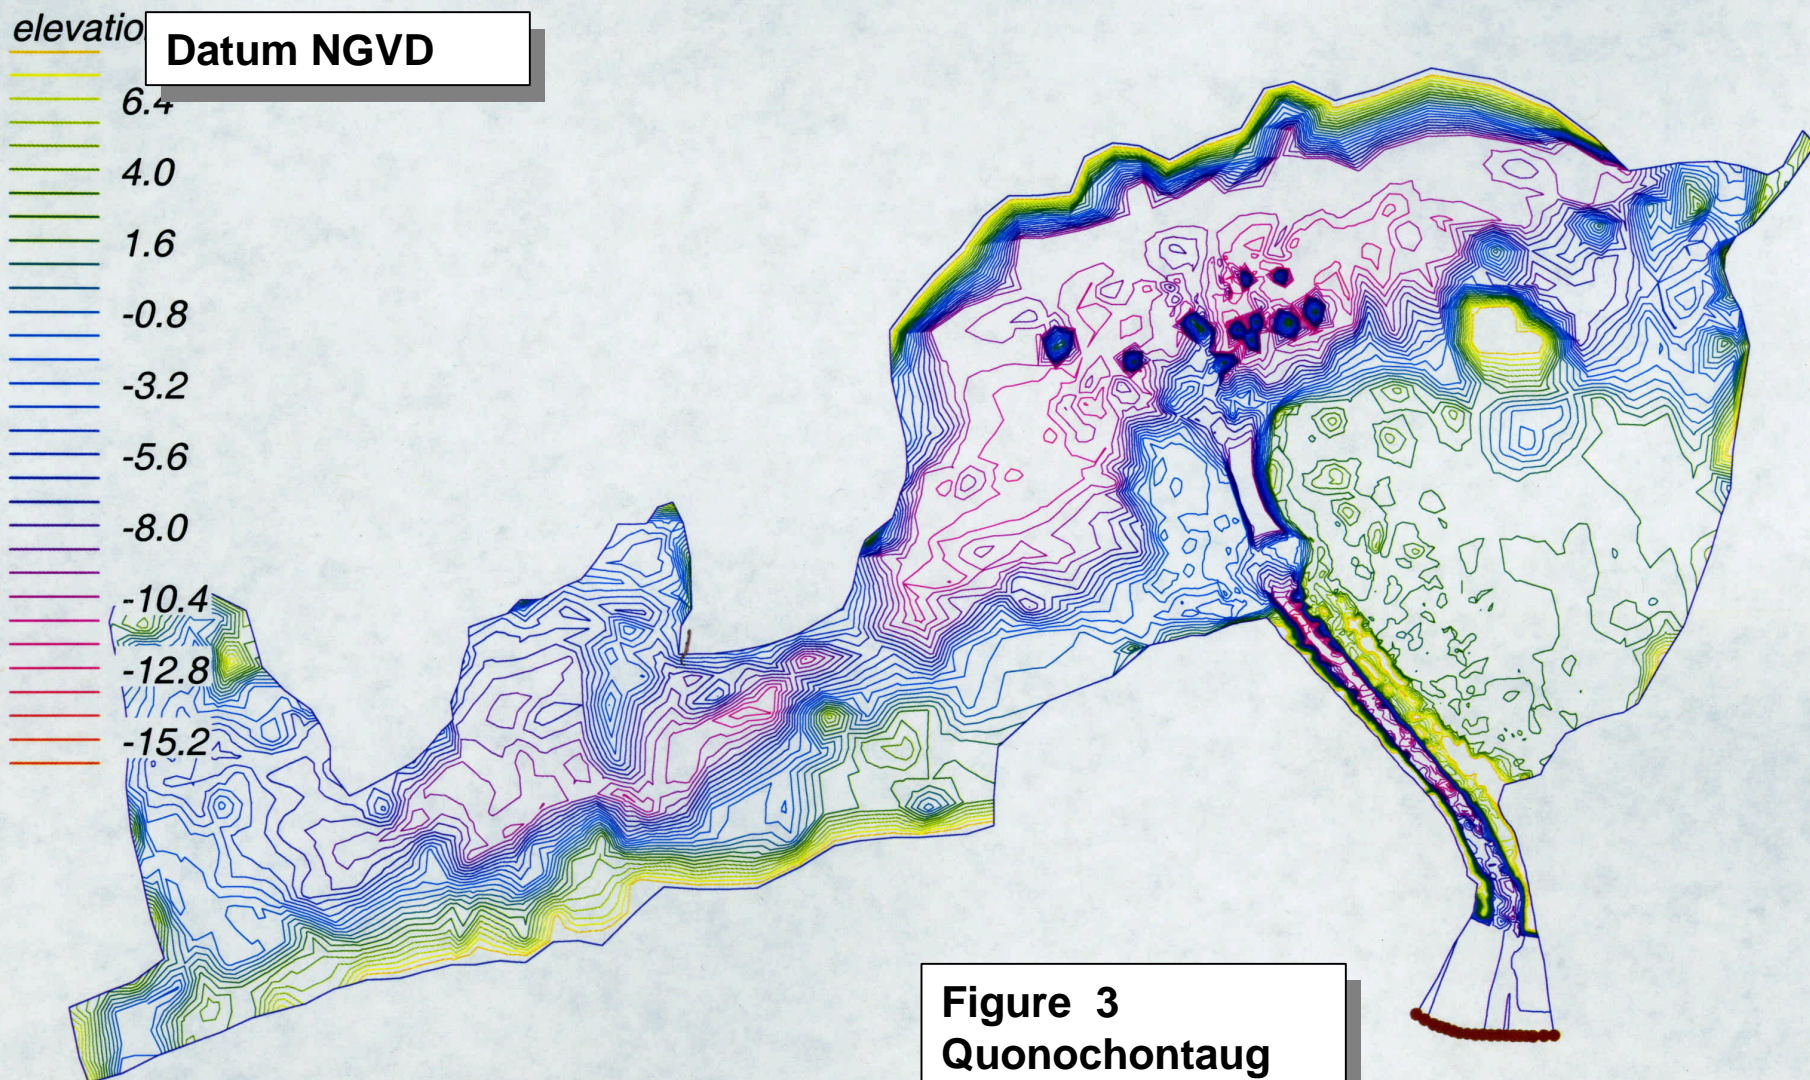 elevatio
Datum NGVD
6.4
4.0
1.6
-0.8
-3.2
-5.6
-8.0
-10.4
-12.8
-15.2
Figure 3
Quonochontaug